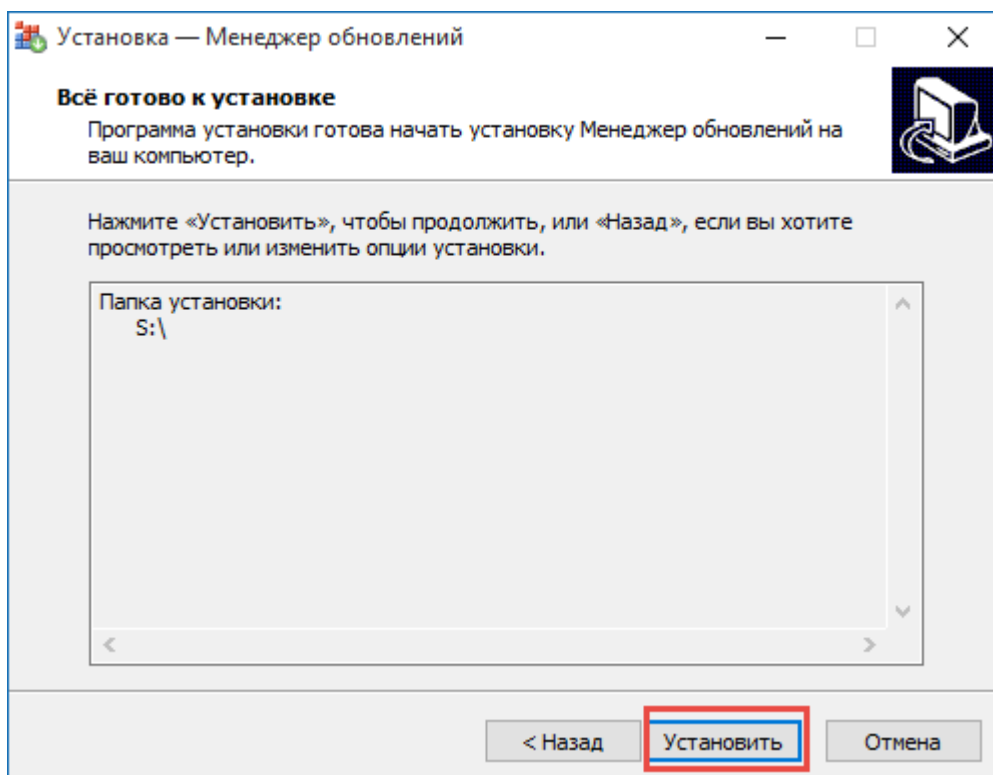 Установка — Менеджер обновлений
Всё готово к установке
Программа установки готова начать установку Менеджер обновлений на
ваш компьютер.
Нажмите «Установить», чтобы продолжить, или «Назад», если вы хотите
просмотреть или изменить опции установки.
Папка установки:
S:\
< Назад
Установить
Отмена